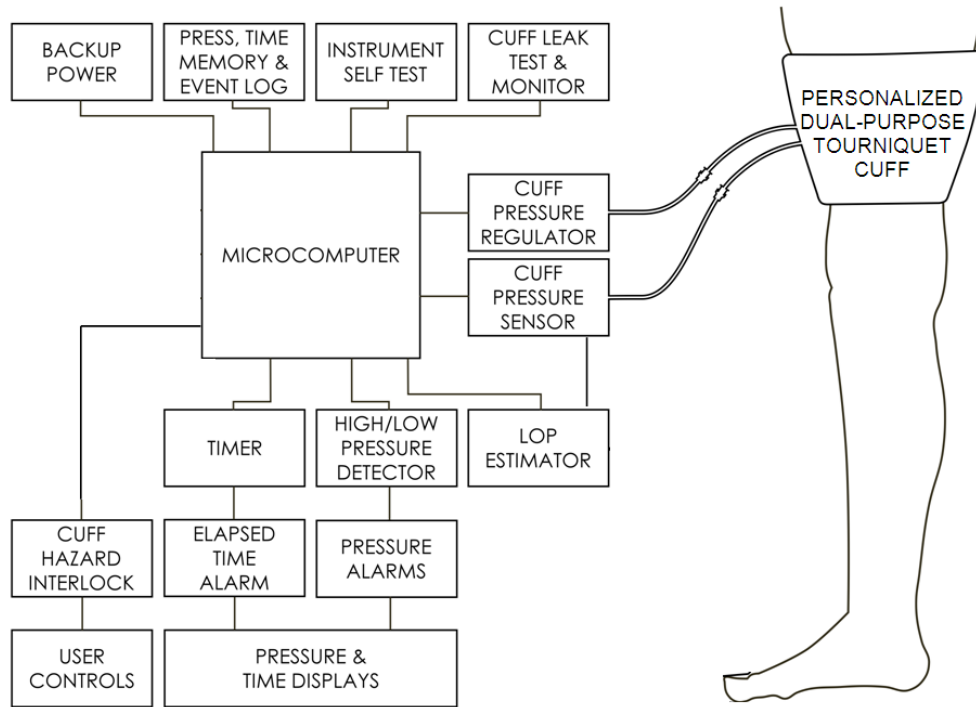 BACKUP
POWER
PRESS, TIME
MEMORY &
EVENT LOG
INSTRUMENT
SELF TEST
CUFF LEAK
TEST &
MONITOR
PERSONALIZED
DUAL-PURPOSE
TOURNIQUET
CUFF
MICROCOMPUTER
CUFF
PRESSURE
REGULATOR
CUFF
PRESSURE
SENSOR
TIMER
HIGH/LOW
PRESSURE
DETECTOR
LOP
ESTIMATOR
CUFF
HAZARD
INTERLOCK
ELAPSED
TIME
ALARM
PRESSURE
ALARMS
USER
CONTROLS
PRESSURE &
TIME DISPLAYS